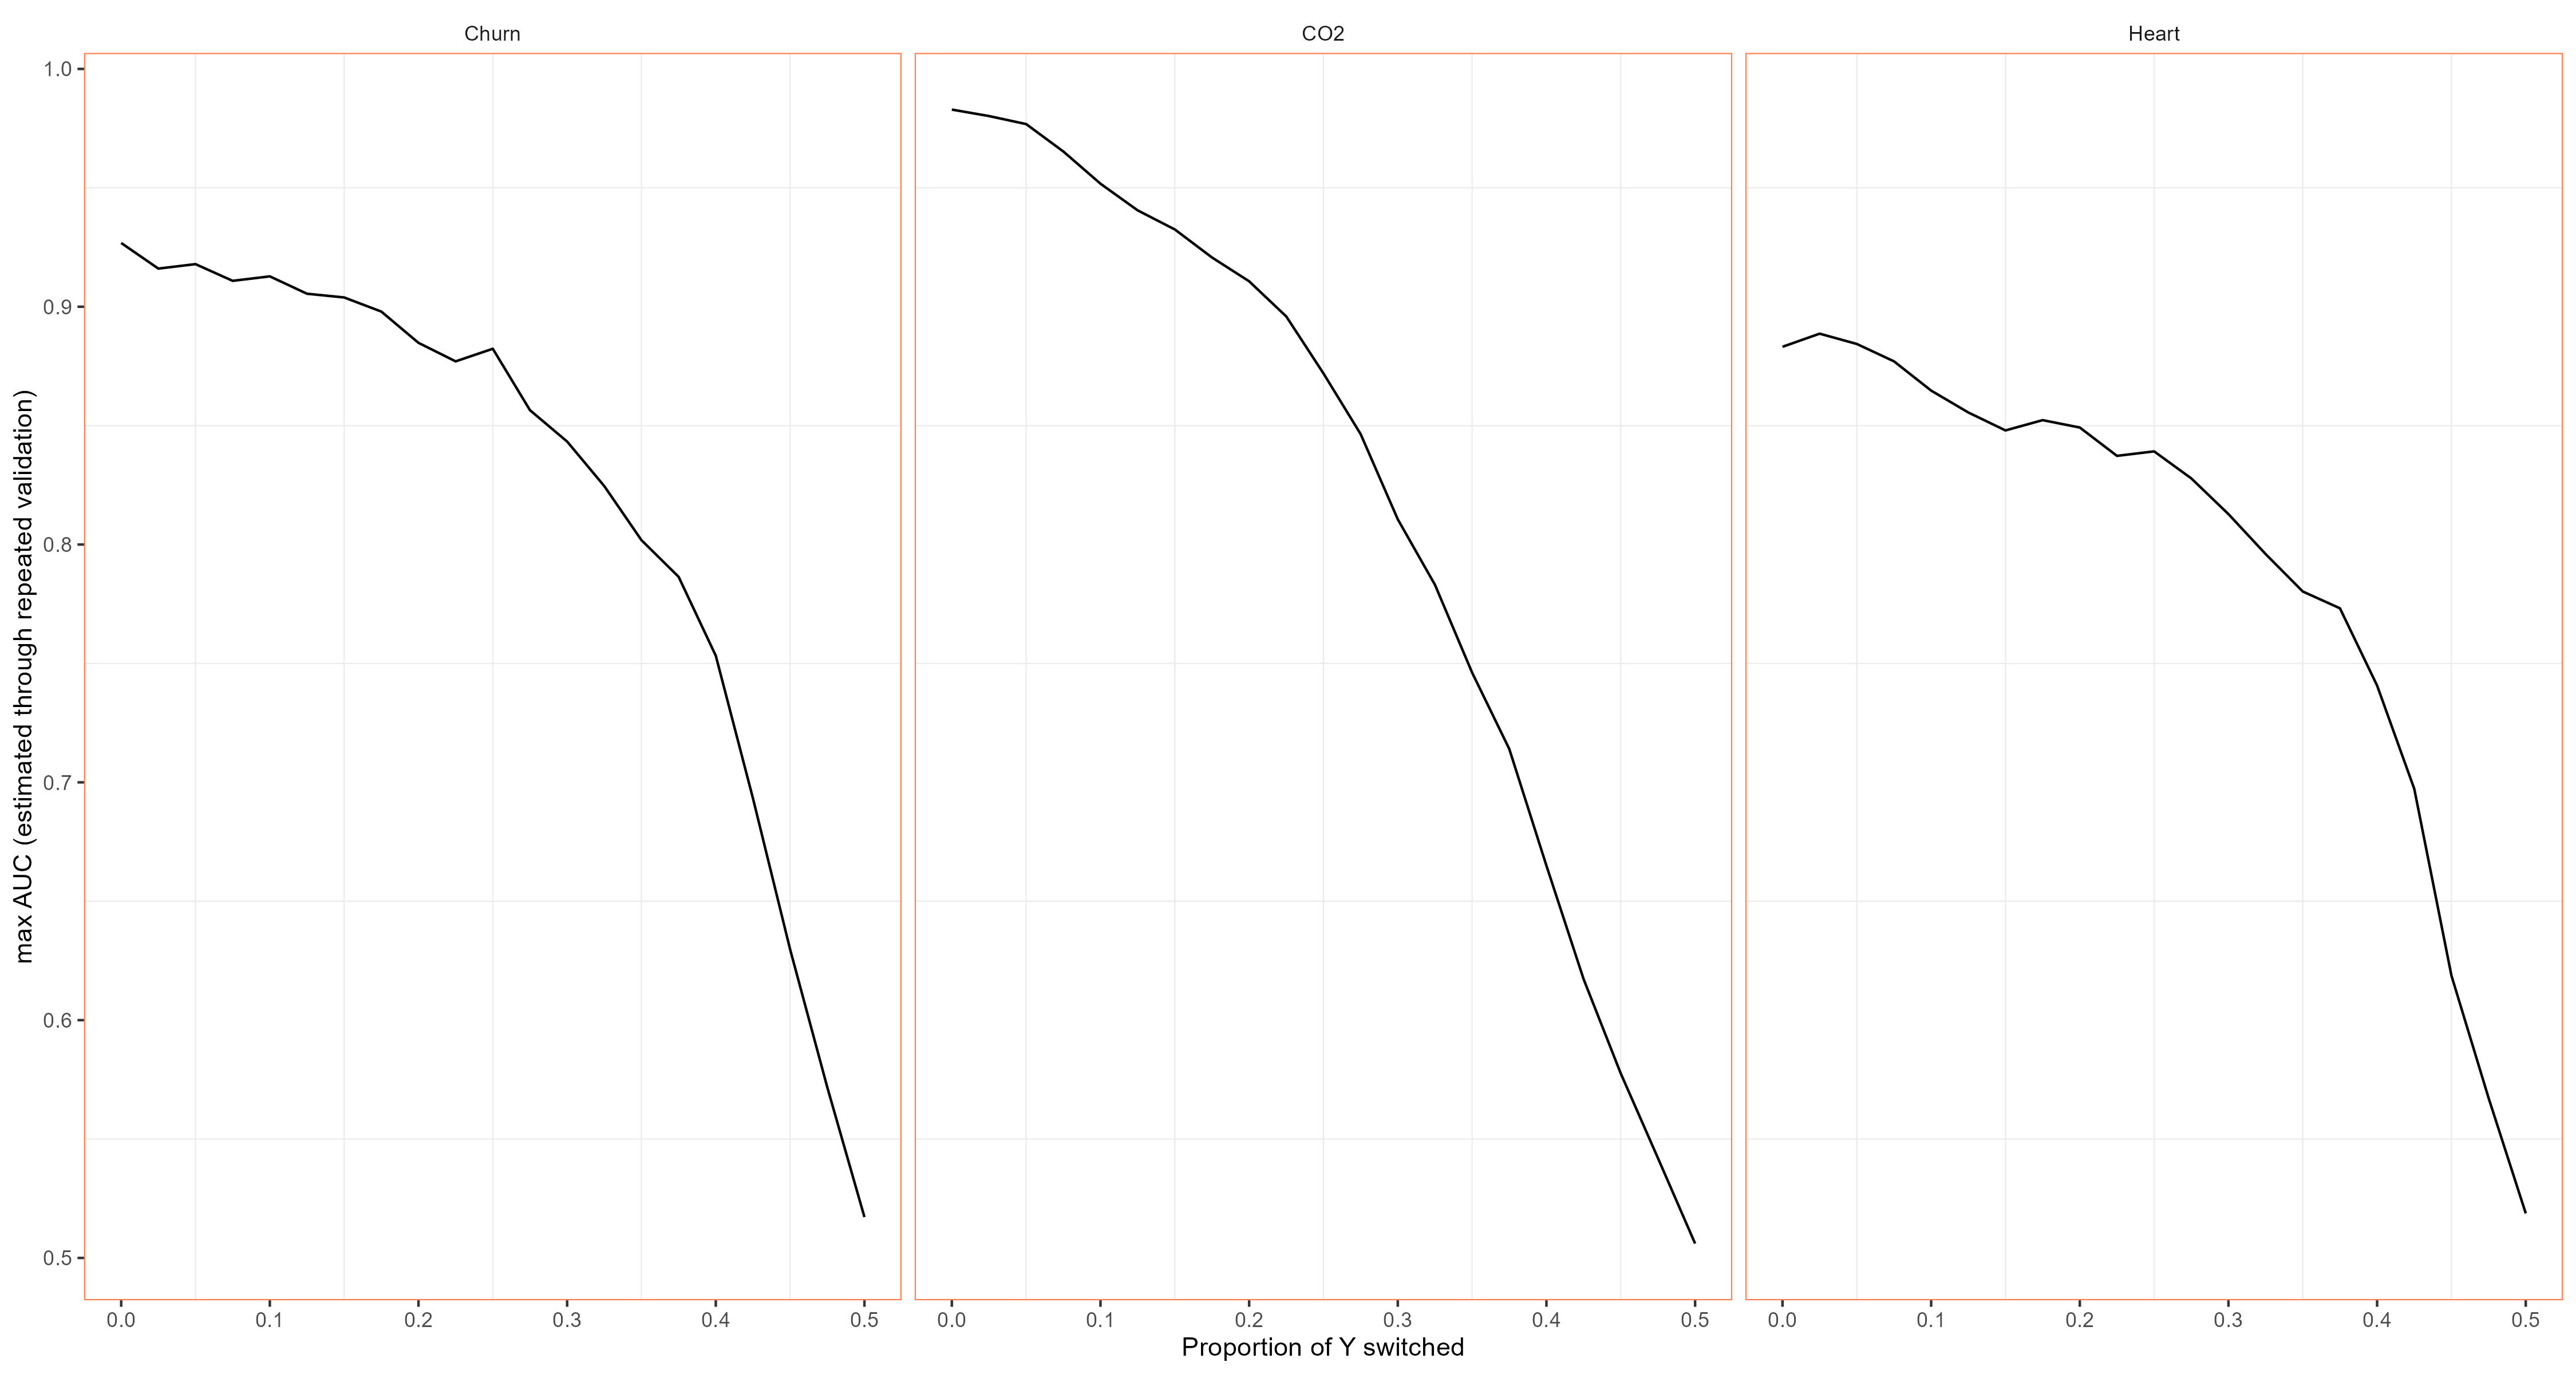 Churn CO2 Heart
1.0
0.9
0.8
0.7
0.6
0.5
max AUC (estimated through repeated validation)
0.0 0.1 0.2 0.3 0.4 0.5 0.0 0.1 0.2 0.3 0.4 0.5 0.0 0.1 0.2 0.3 0.4 0.5
Proportion of Y switched